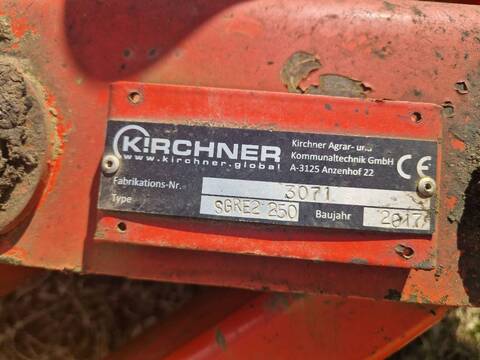 KIRCHNER
www.kirchner.global
Kirchner Agrar- und
Kommunaltechnik GmbH
A-3125 Anzenhof 22
CE
Fabrikations-Nr. 3071
Type SGRE2 250 Baujahr 2017